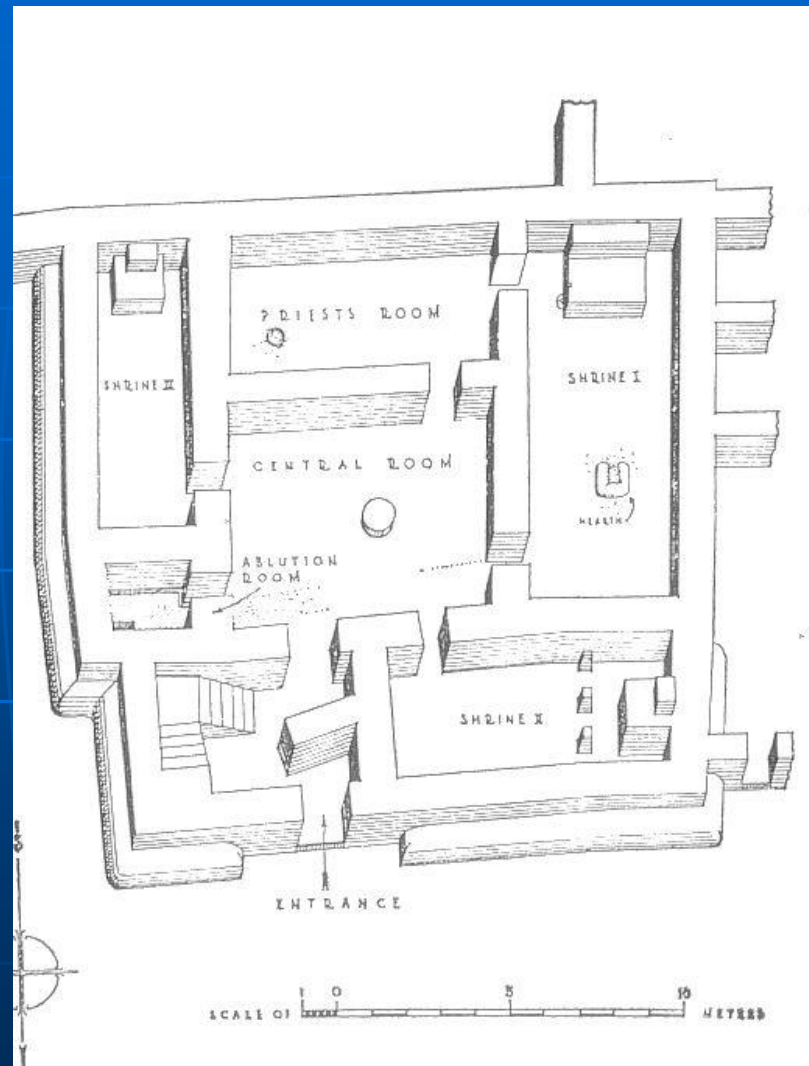 PRIESTS ROOM
SHRINE III
SHRINE I
CENTRAL ROOM
HEARTH
ABLUTION
ROOM
SHRINE II
ENTRANCE
1 0 5 10
SCALE OF METERS